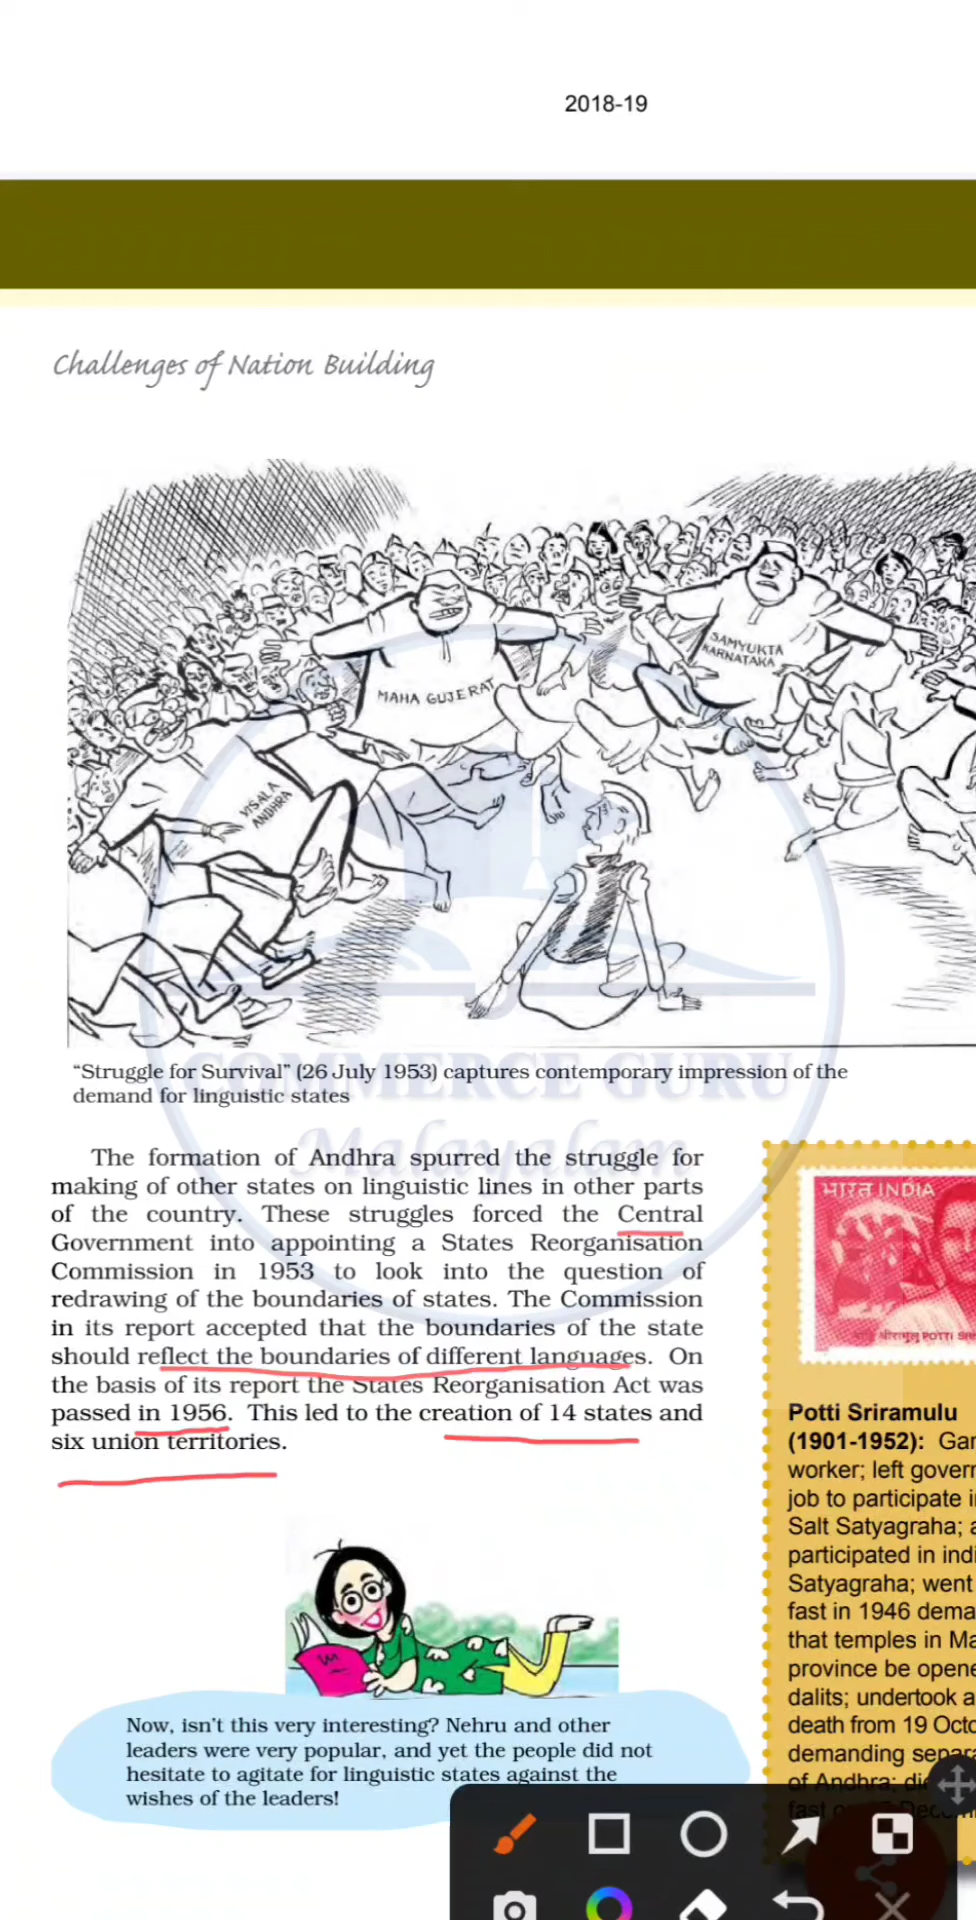 2018-19
Challenges of Nation Building
MAHA GUJERAT
SAMYUKTA
KARNATAKA
VISALA
ANDHRA
COMMERCE GURU
Malayalam
“Struggle for Survival” (26 July 1953) captures contemporary impression of the
demand for linguistic states
The formation of Andhra spurred the struggle for
making of other states on linguistic lines in other parts
of the country. These struggles forced the Central
Government into appointing a States Reorganisation
Commission in 1953 to look into the question of
redrawing of the boundaries of states. The Commission
in its report accepted that the boundaries of the state
should reflect the boundaries of different languages. On
the basis of its report the States Reorganisation Act was
passed in 1956. This led to the creation of 14 states and
six union territories.
भारत INDIA
श्रीरामुलु POTTI
Potti Sriramulu
(1901-1952):
worker; left
job to participate
Salt Satyagraha;
participated in
Satyagraha; went
fast in 1946
that temples in
province be
dalits; undertook a
death from 19
demanding
of Andhra;
fast
Now, isn’t this very interesting? Nehru and other
leaders were very popular, and yet the people did not
hesitate to agitate for linguistic states against the
wishes of the leaders!